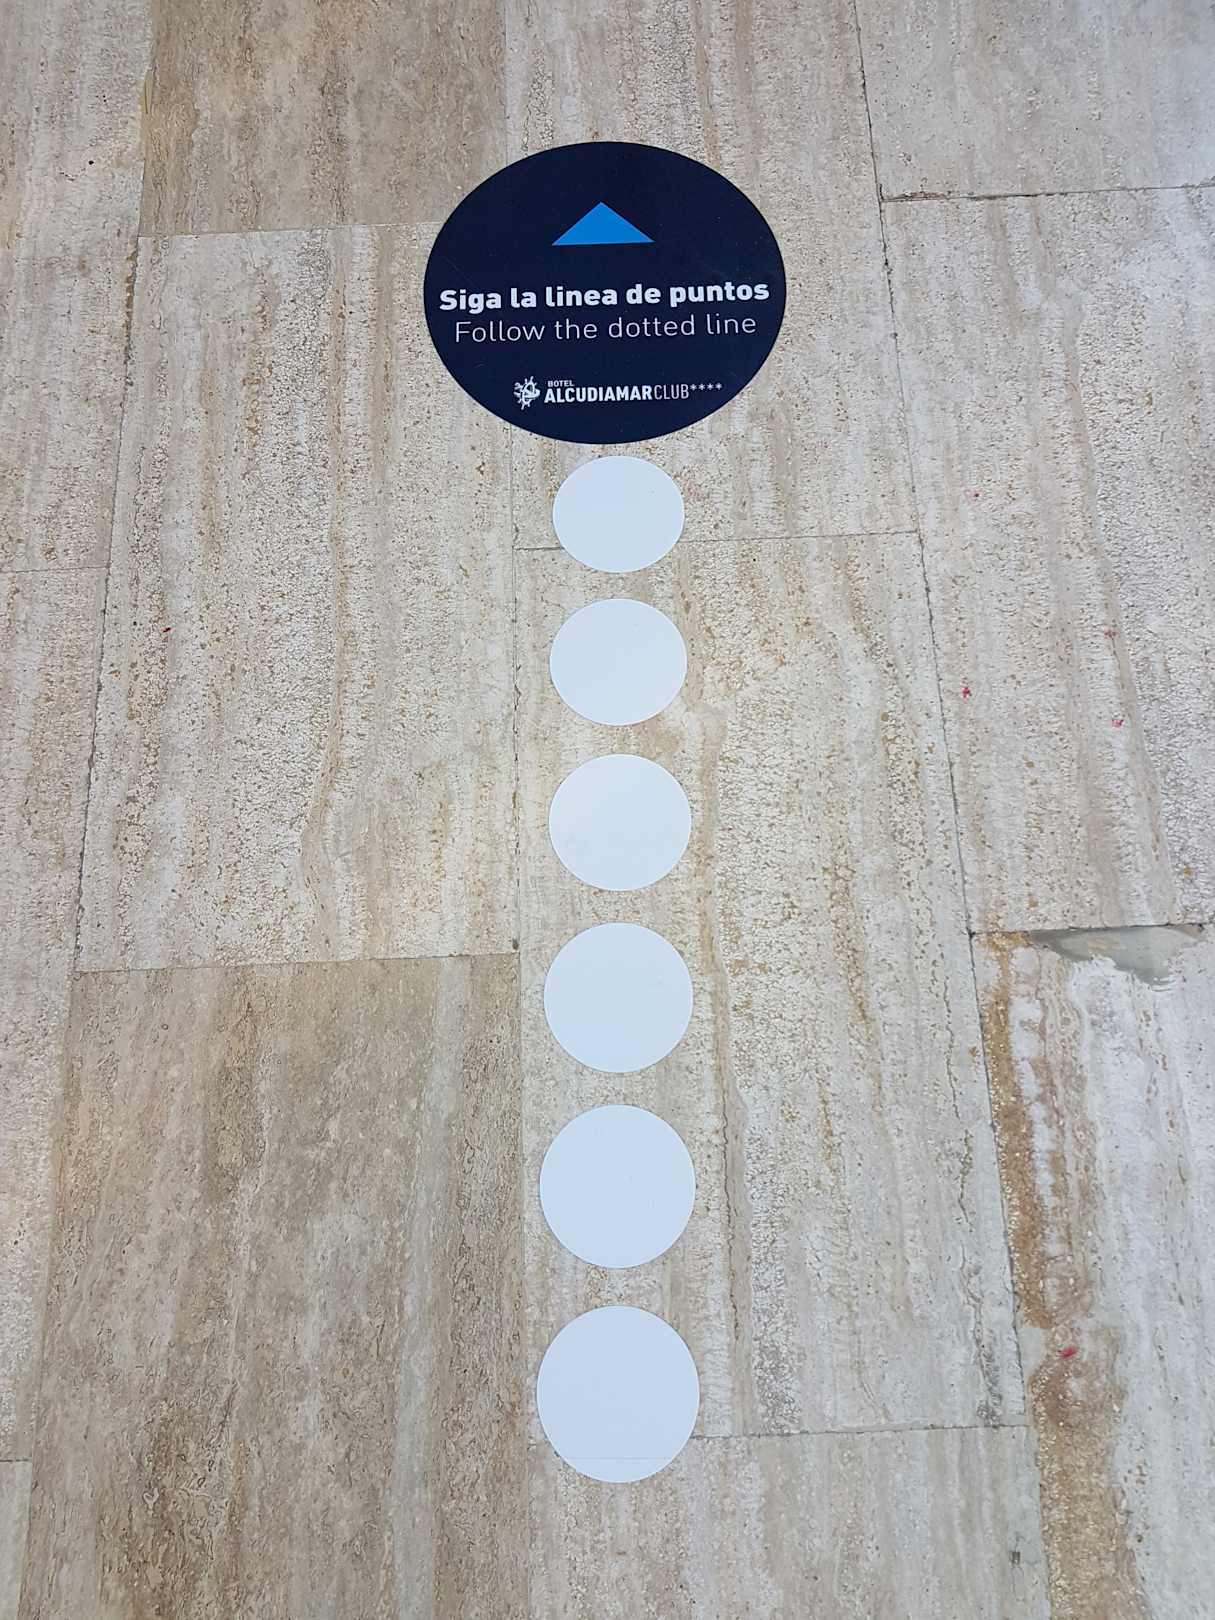 Siga la linea de puntos
Follow the dotted line
BOTEL
ALCUDIAMARCLUB****